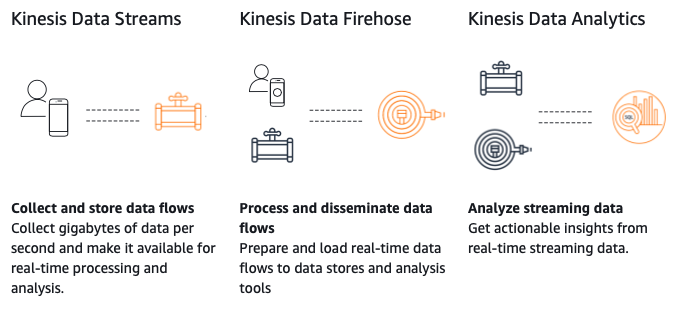 Kinesis Data Streams
Collect and store data flows
Collect gigabytes of data per
second and make it available for
real-time processing and
analysis.
Kinesis Data Firehose
Process and disseminate data
flows
Prepare and load real-time data
flows to data stores and analysis
tools
Kinesis Data Analytics
SQL
Analyze streaming data
Get actionable insights from
real-time streaming data.